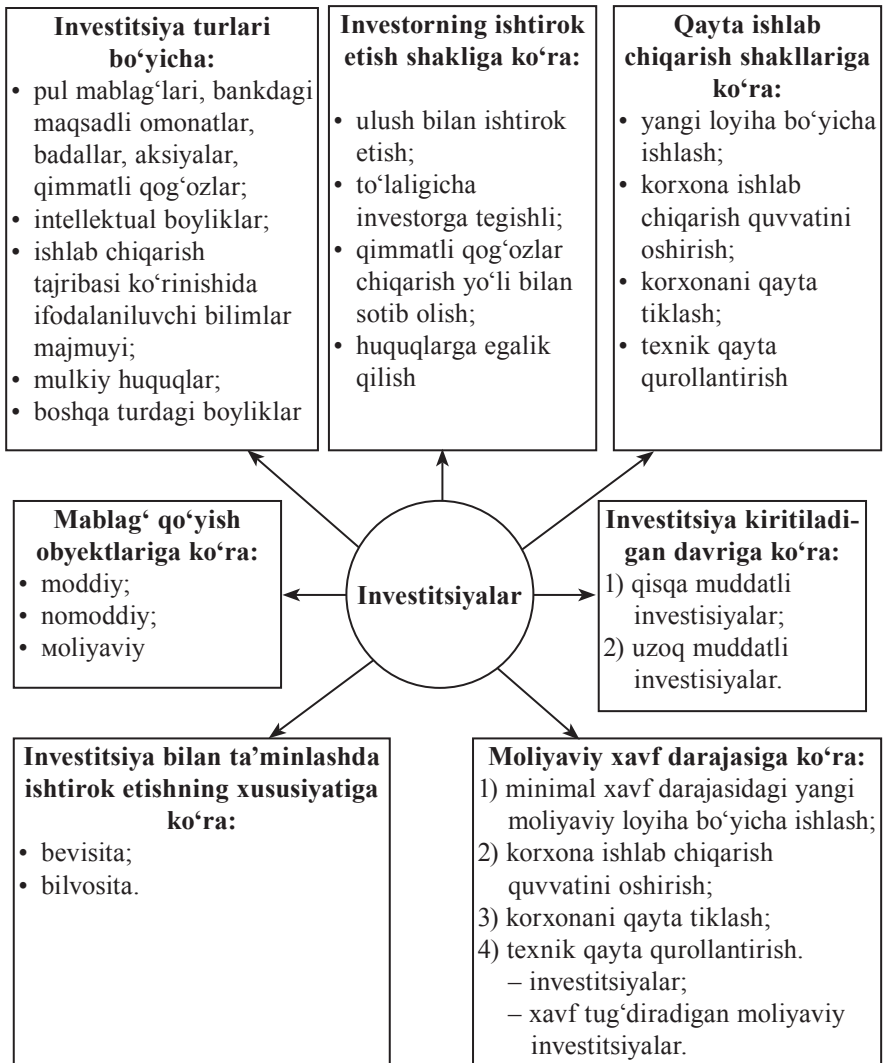 Investitsiya turlari
bo‘yicha:
• pul mablag‘lari, bankdagi
maqsadli omonatlar,
badallar, aksiyalar,
qimmatli qog‘ozlar;
• intellektual boyliklar;
• ishlab chiqarish
tajribasi ko‘rinishida
ifodalaniluvchi bilimlar
majmuyi;
• mulkiy huquqlar;
• boshqa turdagi boyliklar
Investorning ishtirok
etish shakliga ko‘ra:
• ulush bilan ishtirok
etish;
• to‘laligicha
investorga tegishli;
• qimmatli qog‘ozlar
chiqarish yo‘li bilan
sotib olish;
• huquqlarga egalik
qilish
Qayta ishlab
chiqarish shakllariga
ko‘ra:
• yangi loyiha bo‘yicha
ishlash;
• korxona ishlab
chiqarish quvvatini
oshirish;
• korxonani qayta
tiklash;
• texnik qayta
qurollantirish
Mablag‘ qo‘yish
obyektlariga ko‘ra:
• moddiy;
• nomoddiy;
• мoliyaviy
Investitsiyalar
Investitsiya kiritiladi-
gan davriga ko‘ra:
1) qisqa muddatli
investisiyalar;
2) uzoq muddatli
investisiyalar.
Investitsiya bilan ta’minlashda
ishtirok etishning xususiyatiga
ko‘ra:
• bevisita;
• bilvosita.
Moliyaviy xavf darajasiga ko‘ra:
1) minimal xavf darajasidagi yangi
moliyaviy loyiha bo‘yicha ishlash;
2) korxona ishlab chiqarish
quvvatini oshirish;
3) korxonani qayta tiklash;
4) texnik qayta qurollantirish.
– investitsiyalar;
– xavf tug‘diradigan moliyaviy
investitsiyalar.